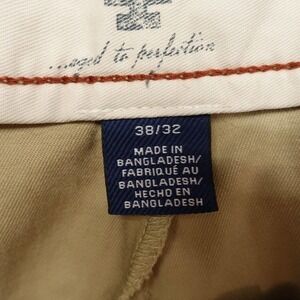 ...aged to perfection
38/32
MADE IN
BANGLADESH/
FABRIQUÉ AU
BANGLADESH/
HECHO EN
BANGLADESH